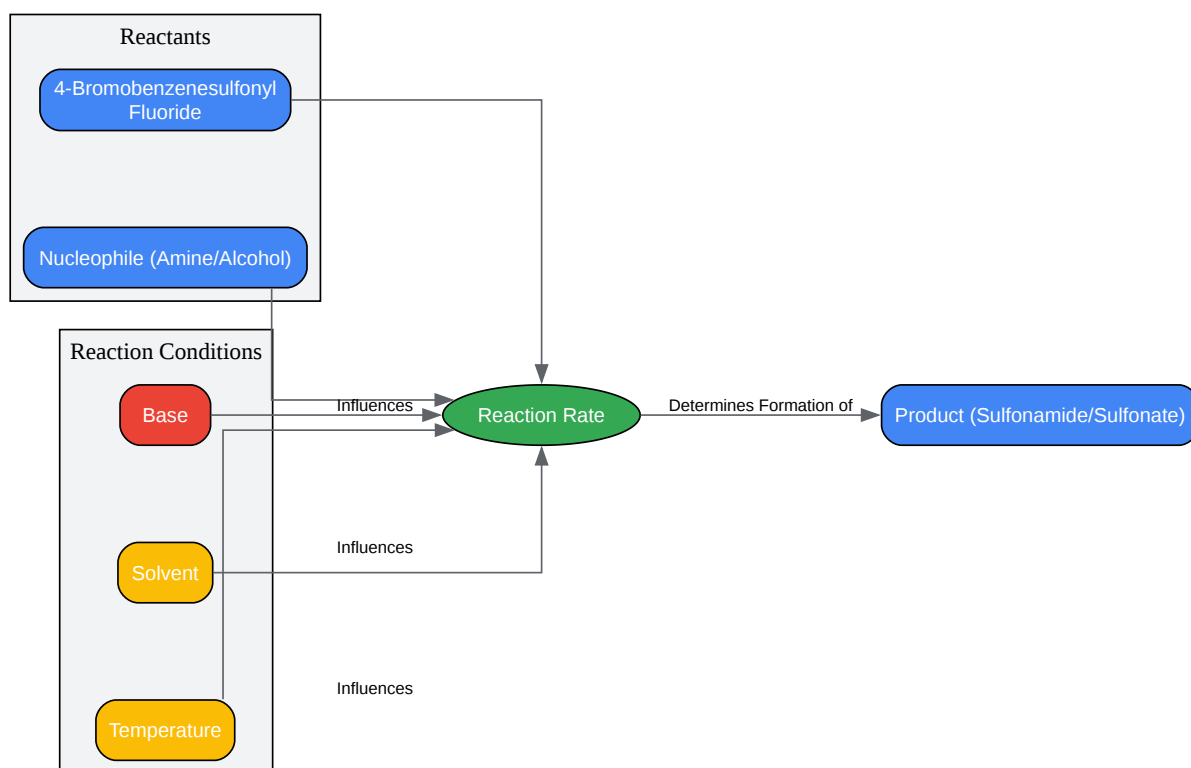 Reactants
4-Bromobenzenesulfonyl
Fluoride
Nucleophile (Amine/Alcohol)
Reaction Conditions
Base
Influences
Reaction Rate
Determines Formation of
Product (Sulfonamide/Sulfonate)
Influences
Solvent
Influences
Temperature